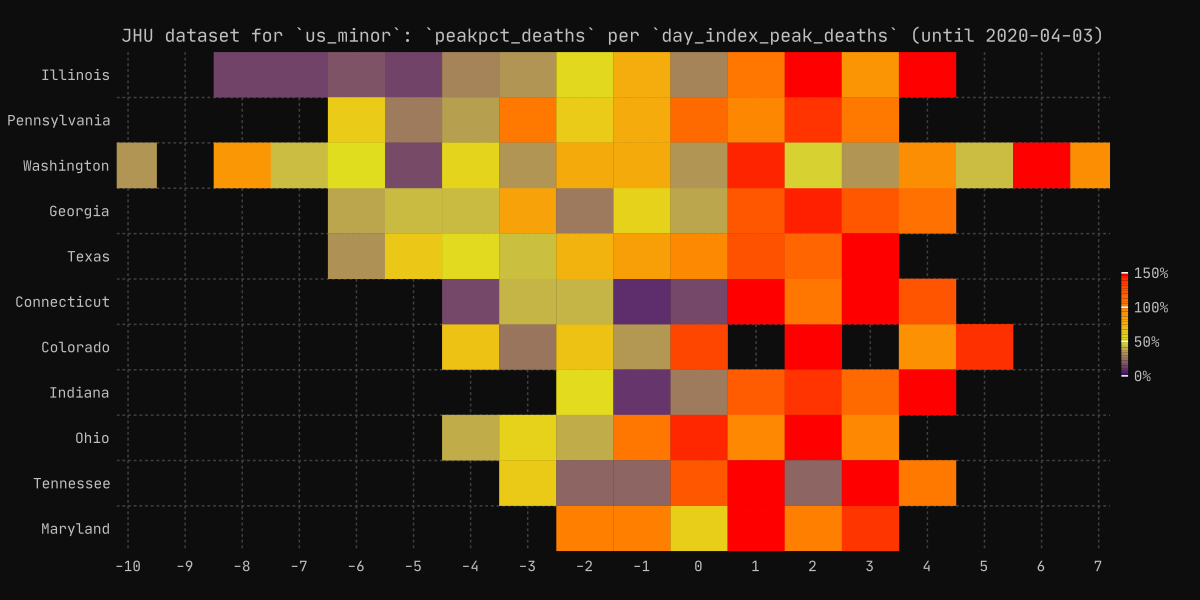 JHU dataset for `us_minor`: `peakpct_deaths` per `day_index_peak_deaths` (until 2020-04-03)
Illinois
Pennsylvania
Washington
Georgia
Texas
Connecticut
Colorado
Indiana
Ohio
Tennessee
Maryland
-10 -9 -8 -7 -6 -5 -4 -3 -2 -1 0 1 2 3 4 5 6 7
150%
100%
50%
0%